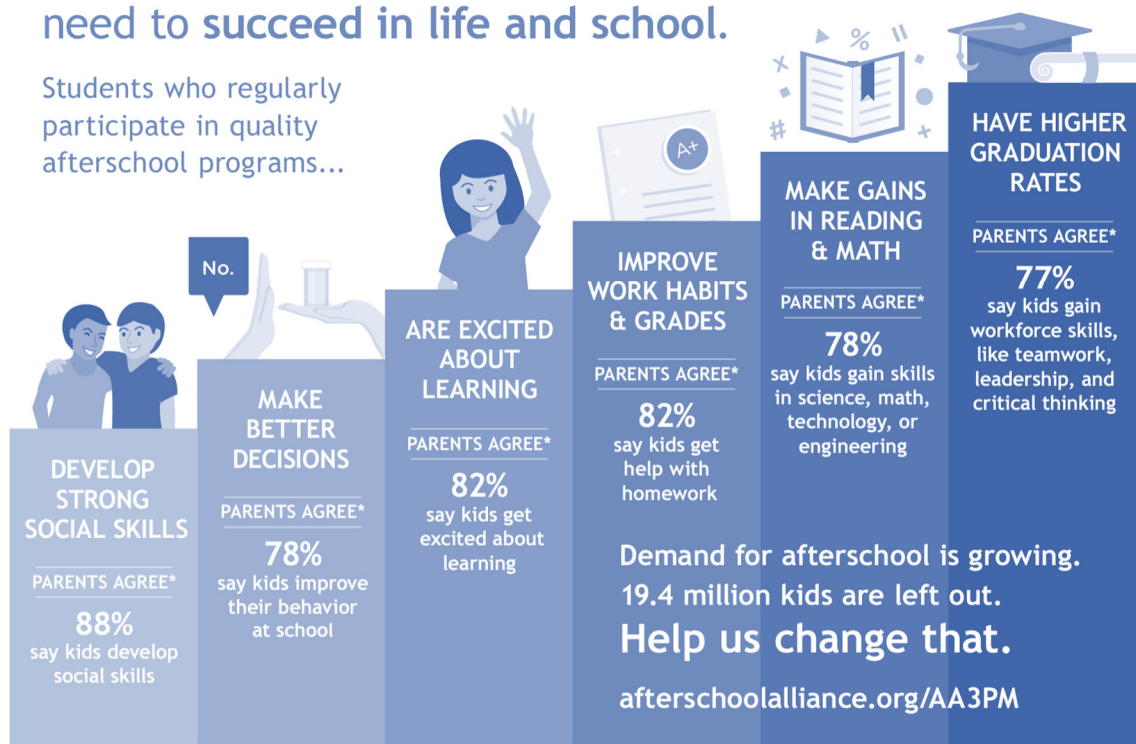 need to succeed in life and school.
Students who regularly
participate in quality
afterschool programs...
No.
DEVELOP
STRONG
SOCIAL SKILLS
PARENTS AGREE*
88%
say kids develop
social skills
MAKE
BETTER
DECISIONS
PARENTS AGREE*
78%
say kids improve
their behavior
at school
ARE EXCITED
ABOUT
LEARNING
PARENTS AGREE*
82%
say kids get
excited about
learning
A+
IMPROVE
WORK HABITS
& GRADES
PARENTS AGREE*
82%
say kids get
help with
homework
%
x
#
+
MAKE GAINS
IN READING
& MATH
PARENTS AGREE*
78%
say kids gain skills
in science, math,
technology, or
engineering
HAVE HIGHER
GRADUATION
RATES
PARENTS AGREE*
77%
say kids gain
workforce skills,
like teamwork,
leadership, and
critical thinking
Demand for afterschool is growing.
19.4 million kids are left out.
Help us change that.
afterschoolalliance.org/AA3PM